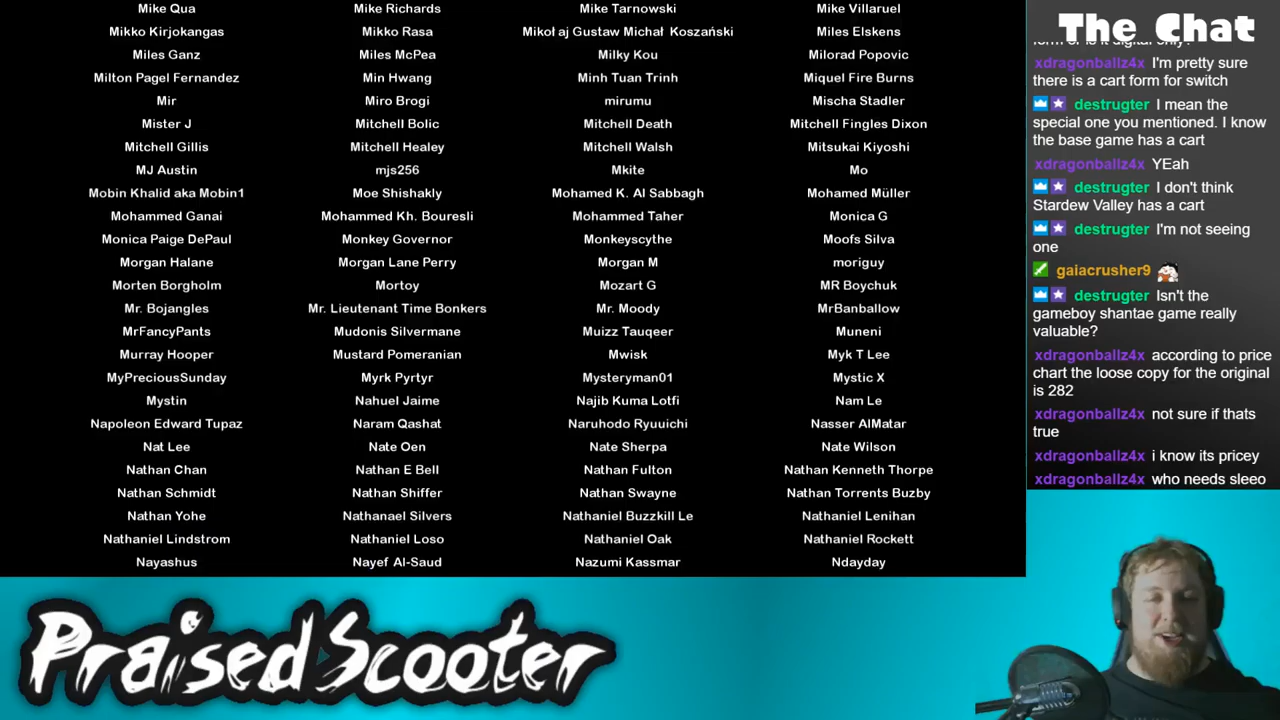 Mike Qua Mike Richards Mike Tarnowski Mike Villaruel
Mikko Kirjokangas Mikko Rasa Mikoł aj Gustaw Michał Koszański Miles Elskens
Miles Ganz Miles McPea Milky Kou Milorad Popovic
Milton Pagel Fernandez Min Hwang Minh Tuan Trinh Miquel Fire Burns
Mir Miro Brogi mirumu Mischa Stadler
Mister J Mitchell Bolic Mitchell Death Mitchell Fingles Dixon
Mitchell Gillis Mitchell Healey Mitchell Walsh Mitsukai Kiyoshi
MJ Austin mjs256 Mkite Mo
Mobin Khalid aka Mobin1 Moe Shishakly Mohamed K. Al Sabbagh Mohamed Müller
Mohammed Ganai Mohammed Kh. Bouresli Mohammed Taher Monica G
Monica Paige DePaul Monkey Governor Monkeyscythe Moofs Silva
Morgan Halane Morgan Lane Perry Morgan M moriguy
Morten Borgholm Mortoy Mozart G MR Boychuk
Mr. Bojangles Mr. Lieutenant Time Bonkers Mr. Moody MrBanballow
MrFancyPants Mudonis Silvermane Muizz Tauqeer Muneni
Murray Hooper Mustard Pomeranian Mwisk Myk T Lee
MyPreciousSunday Myrk Pyrtyr Mysteryman01 Mystic X
Mystin Nahuel Jaime Najib Kuma Lotfi Nam Le
Napoleon Edward Tupaz Naram Qashat Naruhodo Ryuuichi Nasser AlMatar
Nat Lee Nate Oen Nate Sherpa Nate Wilson
Nathan Chan Nathan E Bell Nathan Fulton Nathan Kenneth Thorpe
Nathan Schmidt Nathan Shiffer Nathan Swayne Nathan Torrents Buzby
Nathan Yohe Nathanael Silvers Nathaniel Buzzkill Le Nathaniel Lenihan
Nathaniel Lindstrom Nathaniel Loso Nathaniel Oak Nathaniel Rockett
Nayashus Nayef Al-Saud Nazumi Kassmar Ndayday
The Chat
form or is it digital only?
xdragonballz4x I'm pretty sure
there is a cart form for switch
destrugter I mean the
special one you mentioned. I know
the base game has a cart
xdragonballz4x YEah
destrugter I don't think
Stardew Valley has a cart
destrugter I'm not seeing
one
gaiacrusher9
destrugter Isn't the
gameboy shantae game really
valuable?
xdragonballz4x according to price
chart the loose copy for the original
is 282
xdragonballz4x not sure if thats
true
xdragonballz4x i know its pricey
xdragonballz4x who needs sleeo
PraisedScooter